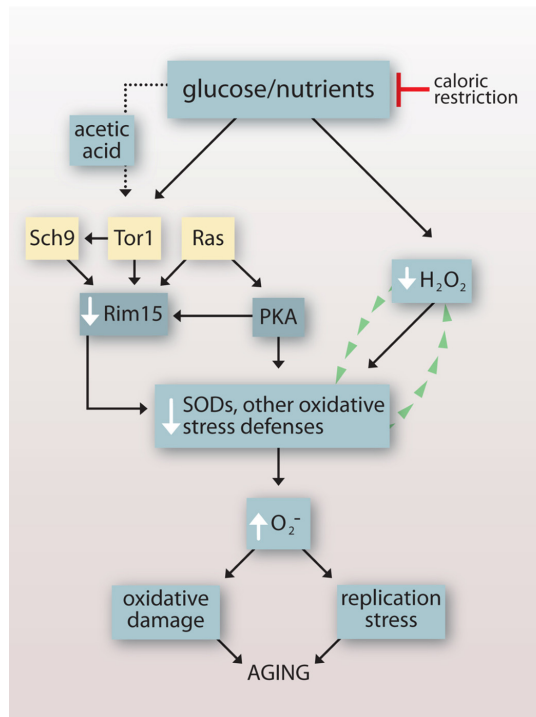 glucose/nutrients
caloric
restriction
acetic
acid
Sch9
Tor1
Ras
H₂O₂
Rim15
PKA
SODs, other oxidative
stress defenses
O₂⁻
oxidative
damage
replication
stress
AGING